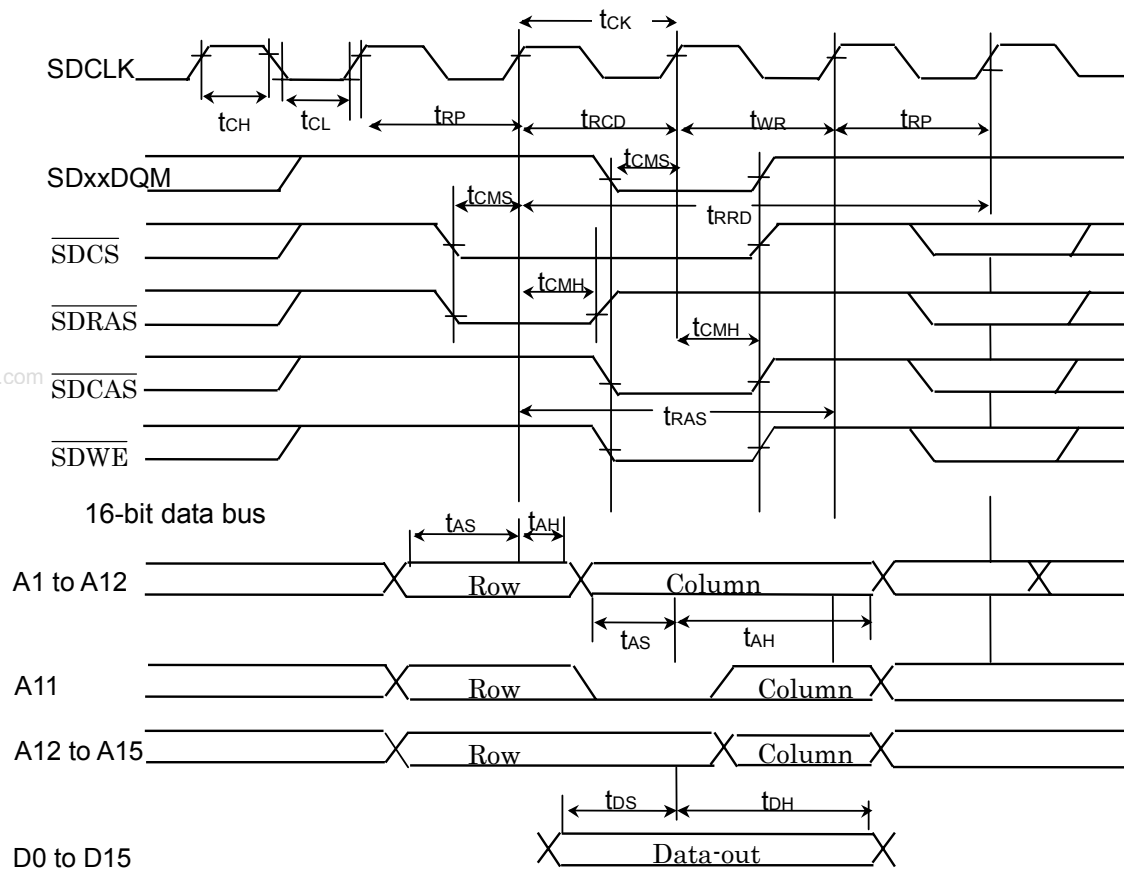 tCK
SDCLK
tCH
tCL
tRP
tRCD
tWR
tRP
SDxxDQM
tCMS
tCMS
tRRD
SDCS
tCMH
SDRAS
tCMH
.com
SDCAS
tRAS
SDWE
16-bit data bus
tAS
tAH
A1 to A12
Row
Column
tAS
tAH
A11
Row
Column
A12 to A15
Row
Column
tDS
tDH
D0 to D15
Data-out